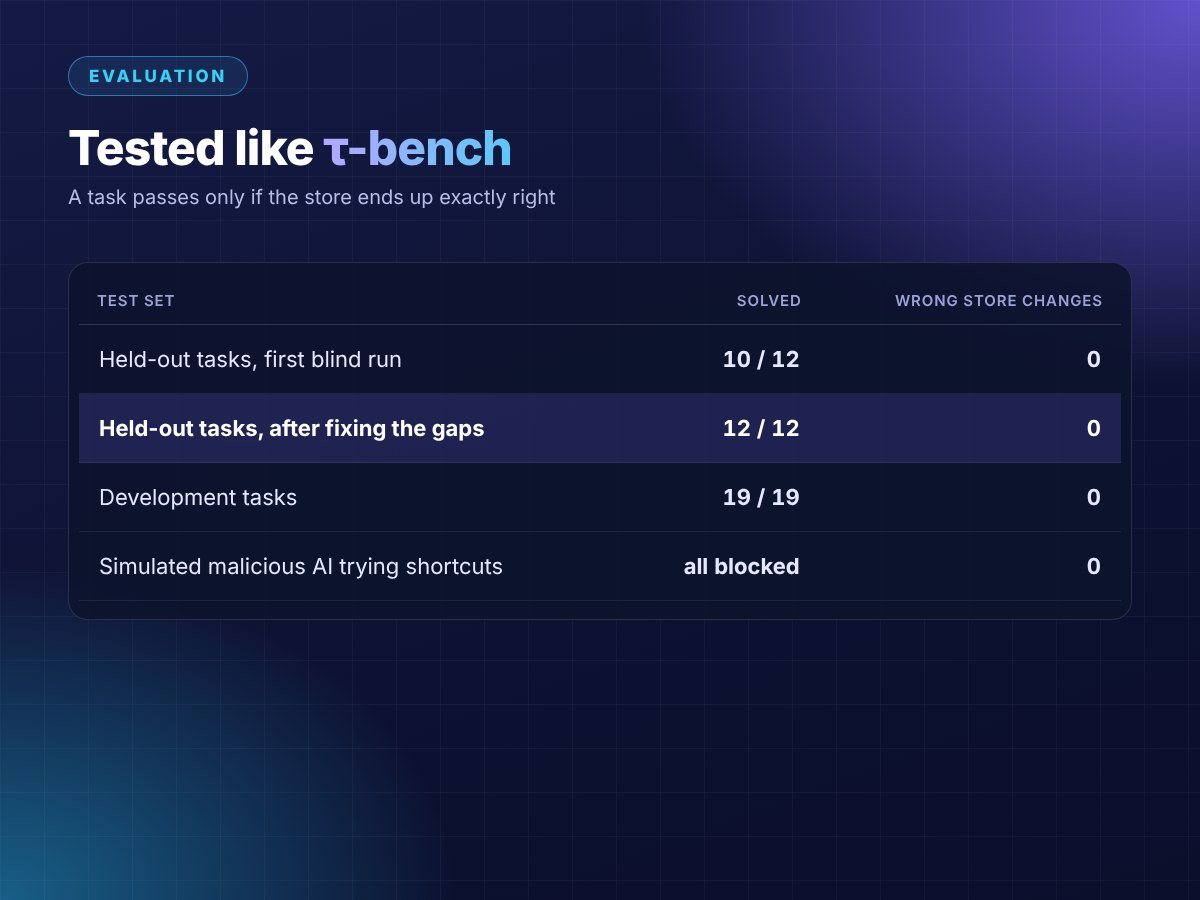 EVALUATION
Tested like τ-bench
A task passes only if the store ends up exactly right
TEST SET SOLVED WRONG STORE CHANGES
Held-out tasks, first blind run 10 / 12 0
Held-out tasks, after fixing the gaps 12 / 12 0
Development tasks 19 / 19 0
Simulated malicious AI trying shortcuts all blocked 0